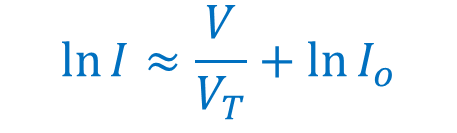 ln I ≈ V/V_T + ln I_o